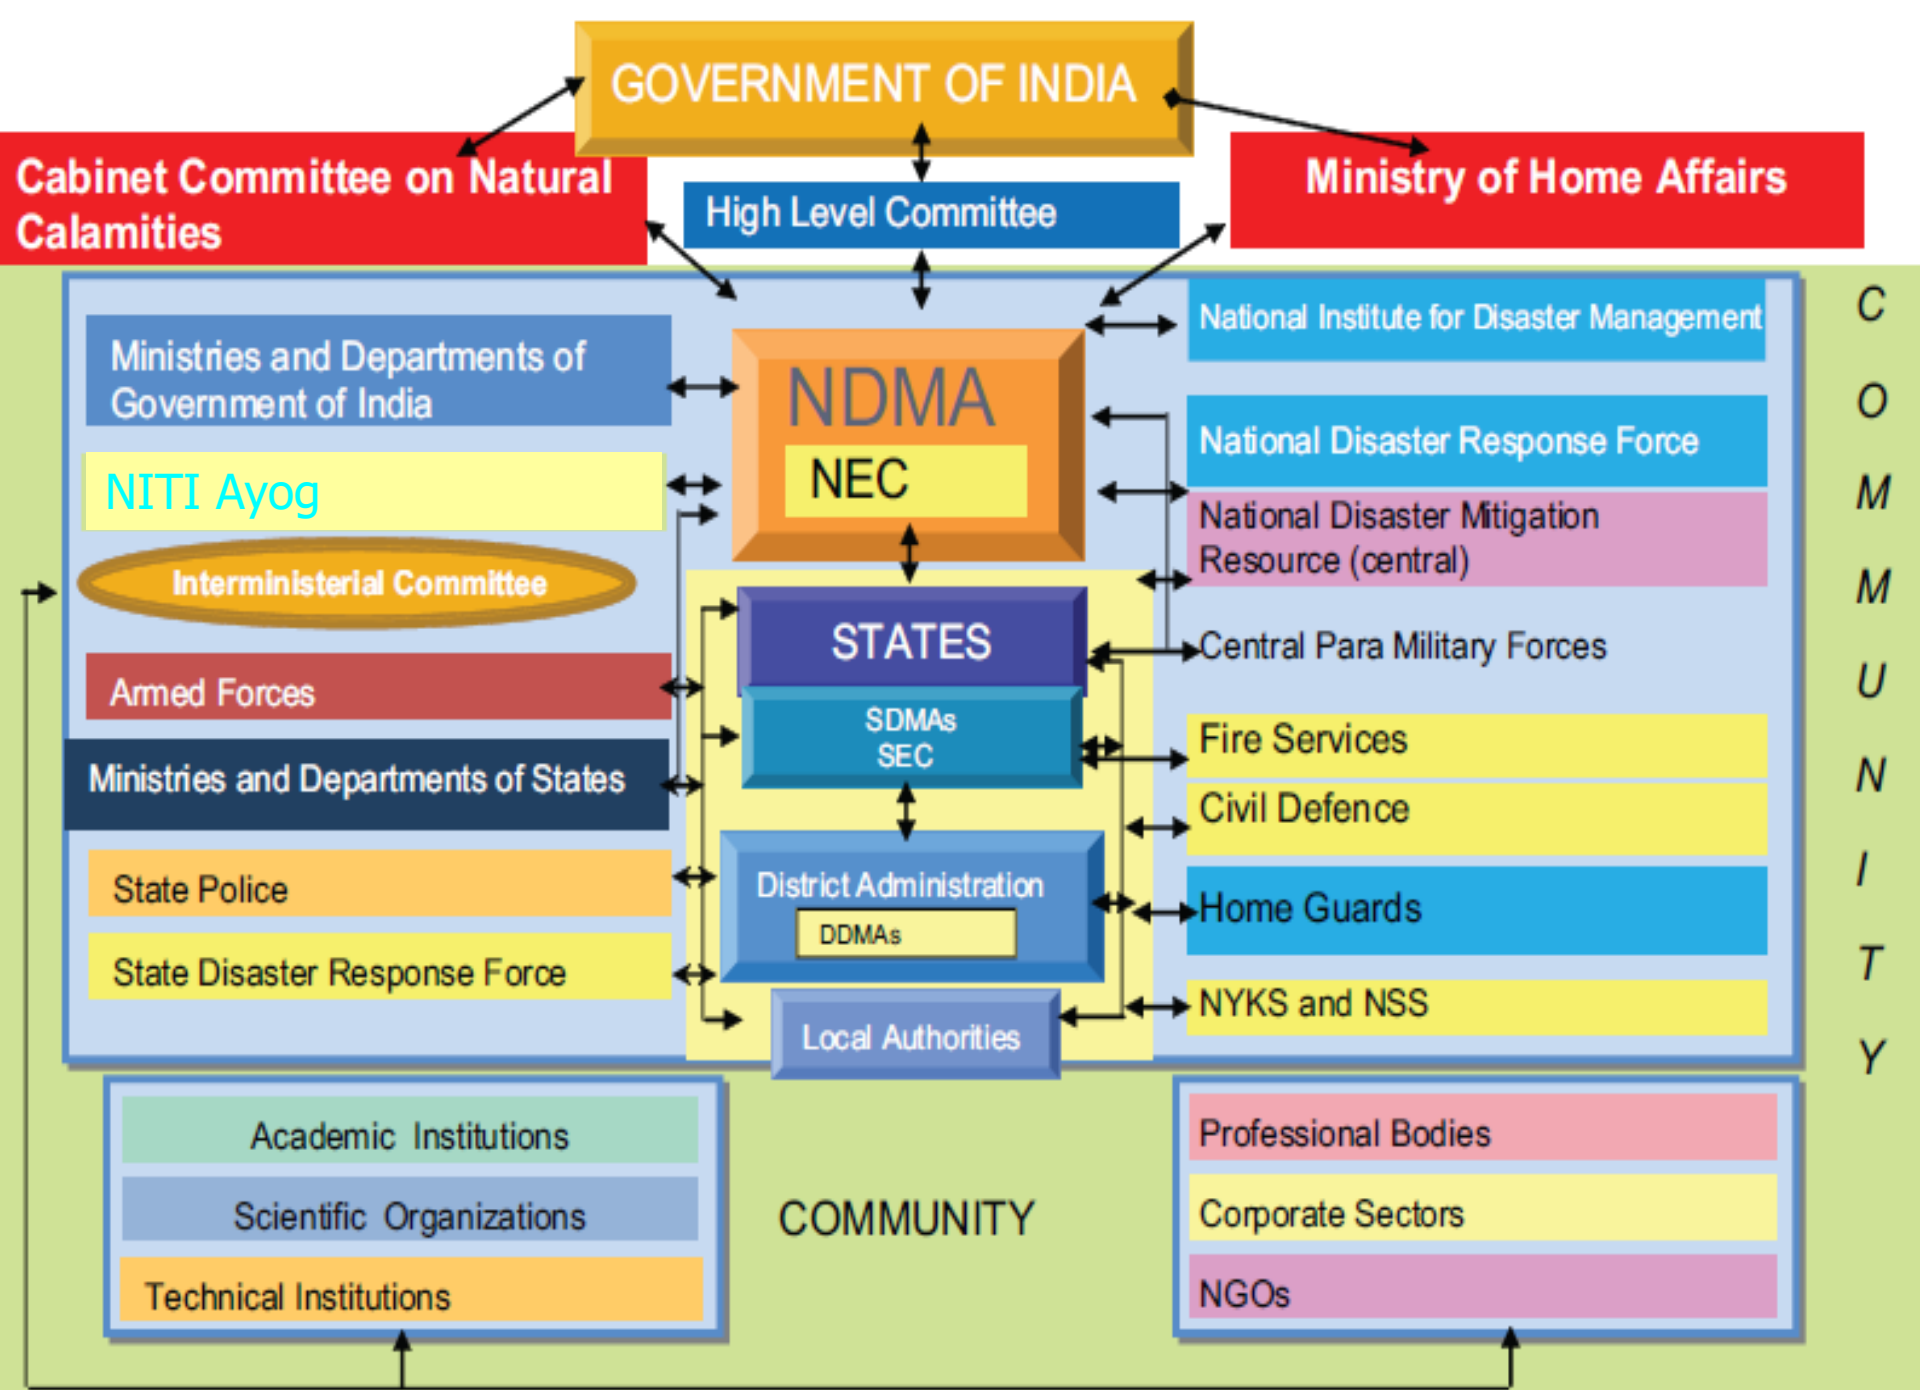 GOVERNMENT OF INDIA
Cabinet Committee on Natural
Calamities
High Level Committee
Ministry of Home Affairs
Ministries and Departments of
Government of India
NITI Ayog
Interministerial Committee
Armed Forces
Ministries and Departments of States
State Police
State Disaster Response Force
NDMA
NEC
STATES
SDMAs
SEC
District Administration
DDMAs
Local Authorities
National Institute for Disaster Management
National Disaster Response Force
National Disaster Mitigation
Resource (central)
Central Para Military Forces
Fire Services
Civil Defence
Home Guards
NYKS and NSS
C
O
M
M
U
N
I
T
Y
Academic Institutions
Scientific Organizations
Technical Institutions
COMMUNITY
Professional Bodies
Corporate Sectors
NGOs